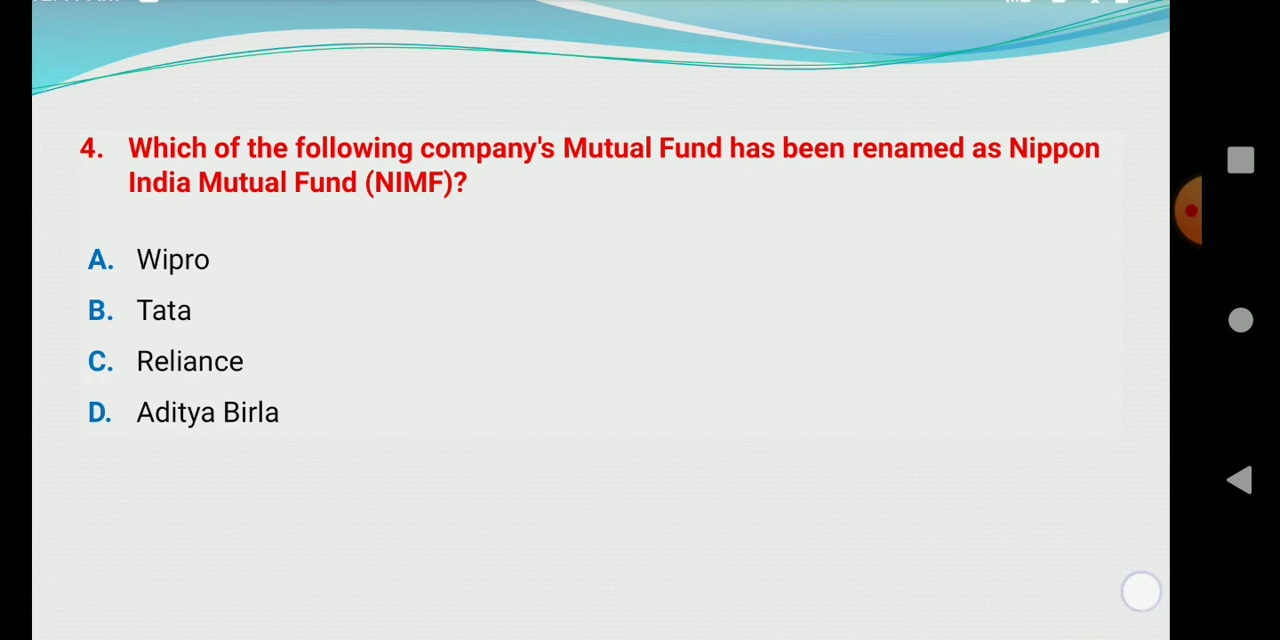 4. Which of the following company's Mutual Fund has been renamed as Nippon
India Mutual Fund (NIMF)?
A. Wipro
B. Tata
C. Reliance
D. Aditya Birla